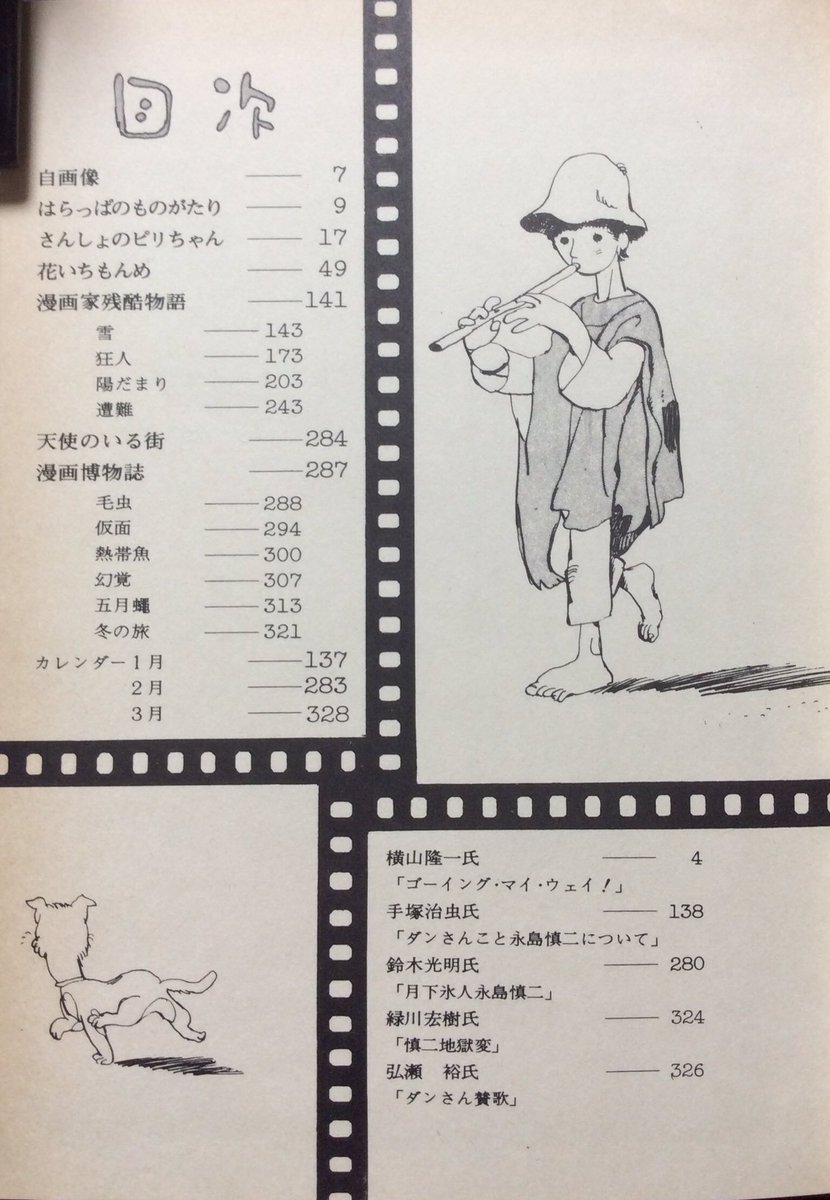 目次
自画像 —— 7
はらっぱのものがたり —— 9
さんしょのピリちゃん —— 17
花いちもんめ —— 49
漫画家残酷物語 —— 141
雪 —— 143
狂人 —— 173
陽だまり —— 203
遭難 —— 243
天使のいる街 —— 284
漫画博物誌 —— 287
毛虫 —— 288
仮面 —— 294
熱帯魚 —— 300
幻覚 —— 307
五月蠅 —— 313
冬の旅 —— 321
カレンダー1月 —— 137
2月 —— 283
3月 —— 328
横山隆一氏 —— 4
「ゴーイング・マイ・ウェイ！」
手塚治虫氏 —— 138
「ダンさんこと永島慎二について」
鈴木光明氏 —— 280
「月下氷人永島慎二」
緑川宏樹氏 —— 324
「慎二地獄変」
弘瀬　裕氏 —— 326
「ダンさん賛歌」